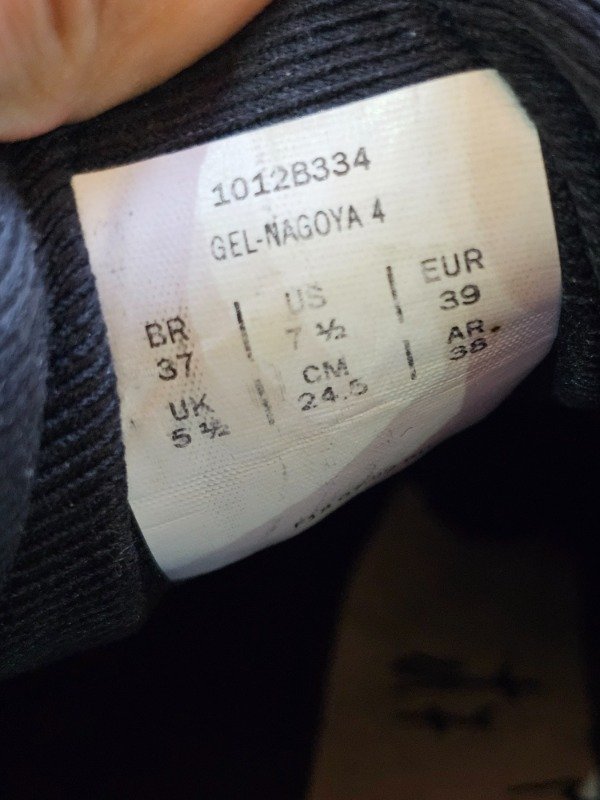 1012B334
GEL-NAGOYA 4
BR | US | EUR
37 | 7 ½ | 39
UK | CM | AR.
5 ½ | 24.5 | 38